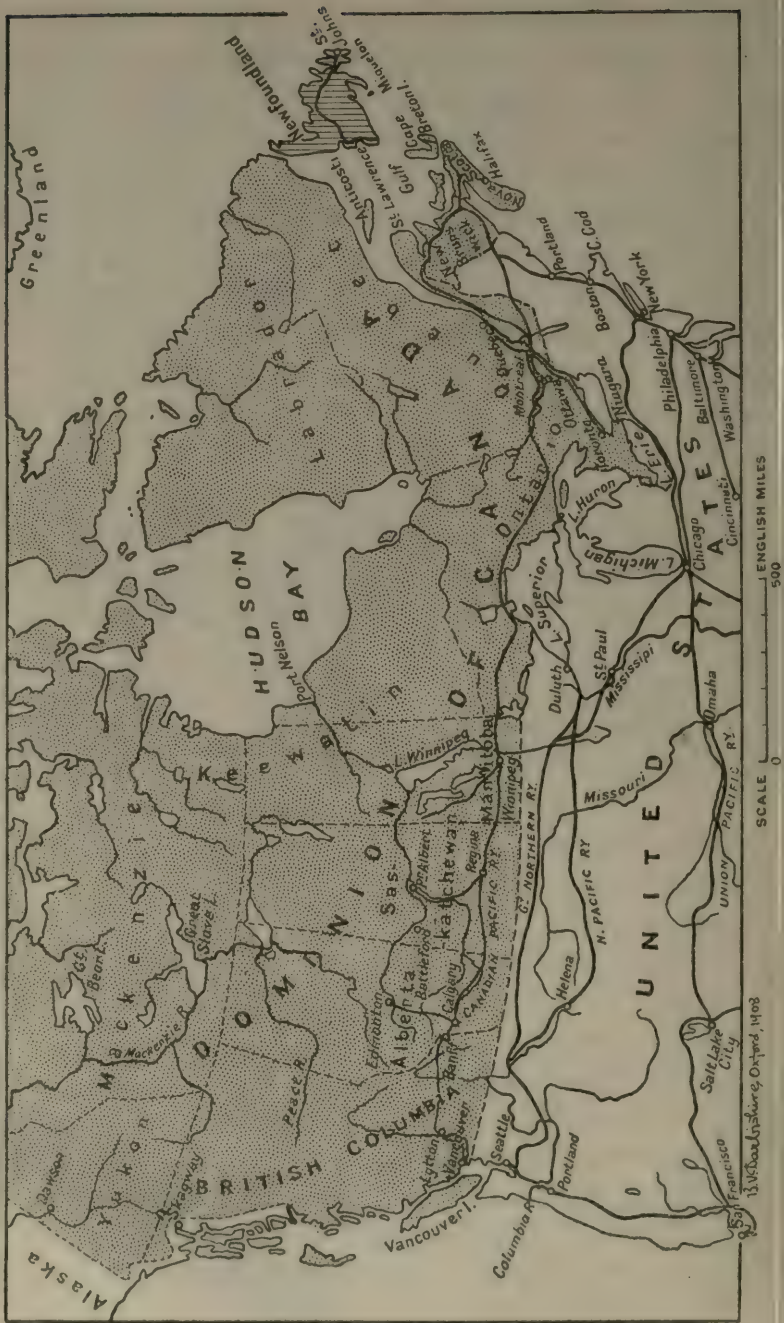 Greenland
Alaska
Yukon
Dawson
Skagway
Mackenzie
Gt. Bear L.
Mackenzie R.
Great Slave L.
Keewatin
HUDSON BAY
Port Nelson
Labrador
Newfoundland
St. Johns
Miquelon
Anticosti
St. Lawrence
Gulf
Cape Breton I.
Nova Scotia
Halifax
New Brunswick
DOMINION OF CANADA
BRITISH COLUMBIA
Peace R.
Edmonton
Alberta
Battleford
Pr. Albert
Saskatchewan
Calgary
Banff
Regina
CANADIAN PACIFIC RY.
L. Winnipeg
Manitoba
Winnipeg
Ontario
Quebec
Quebec
Montreal
Ottawa
Toronto
Niagara
L. Erie
L. Huron
L. Michigan
L. Superior
Lytton
Vancouver
Vancouver I.
Seattle
Columbia R.
Portland
Helena
Gt. NORTHERN RY.
N. PACIFIC RY
Missouri
Duluth
St Paul
Mississipi
Chicago
Omaha
UNION PACIFIC RY.
Salt Lake City
San Francisco
UNITED STATES
Cincinnati
Washington
Baltimore
Philadelphia
New York
Boston
C. Cod
Portland
B.V. Darbishire, Oxford, 1908
SCALE
0
500
ENGLISH MILES